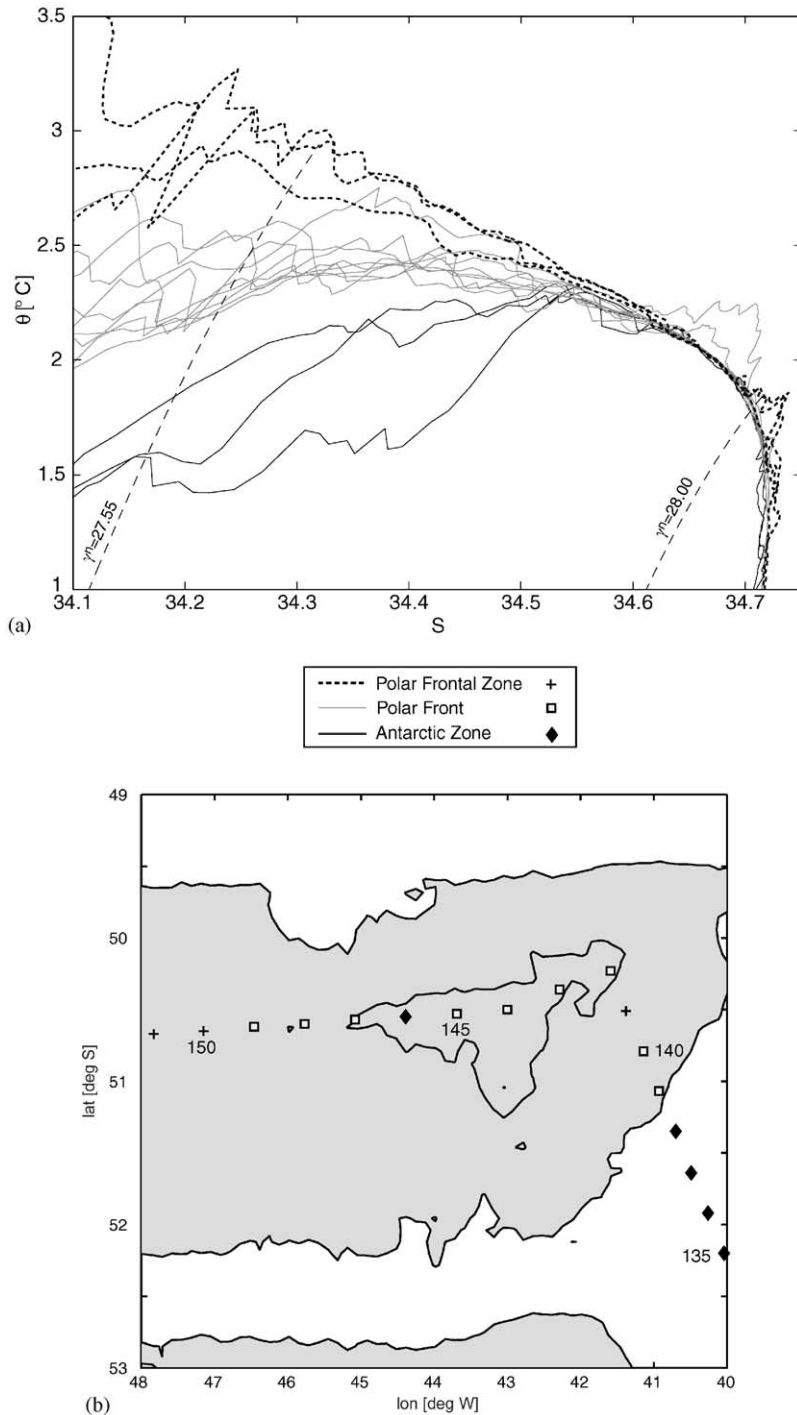 3.5
3
2.5
2
1.5
1
θ [° C]
γⁿ=27.55
γⁿ=28.00
34.1 34.2 34.3 34.4 34.5 34.6 34.7
S
(a)
Polar Frontal Zone +
Polar Front
Antarctic Zone
49
50
51
52
53
lat [deg S]
150
145
140
135
48 47 46 45 44 43 42 41 40
lon [deg W]
(b)